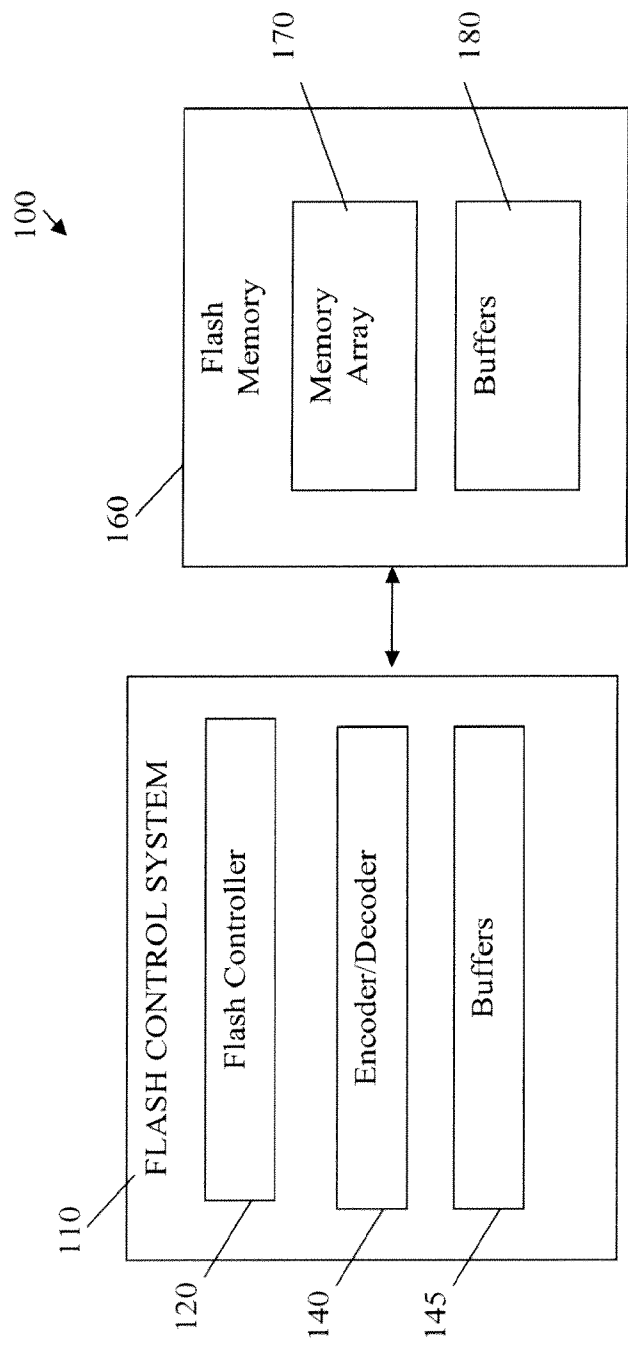 100
110
FLASH CONTROL SYSTEM
120
Flash Controller
140
Encoder/Decoder
145
Buffers
160
Flash
Memory
170
Memory
Array
180
Buffers